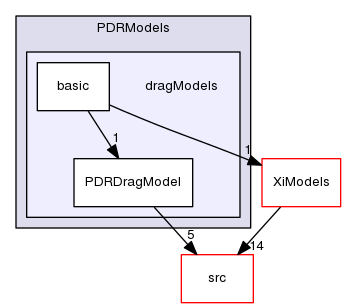 PDRModels
basic
dragModels
1
1
PDRDragModel
XiModels
5
14
src